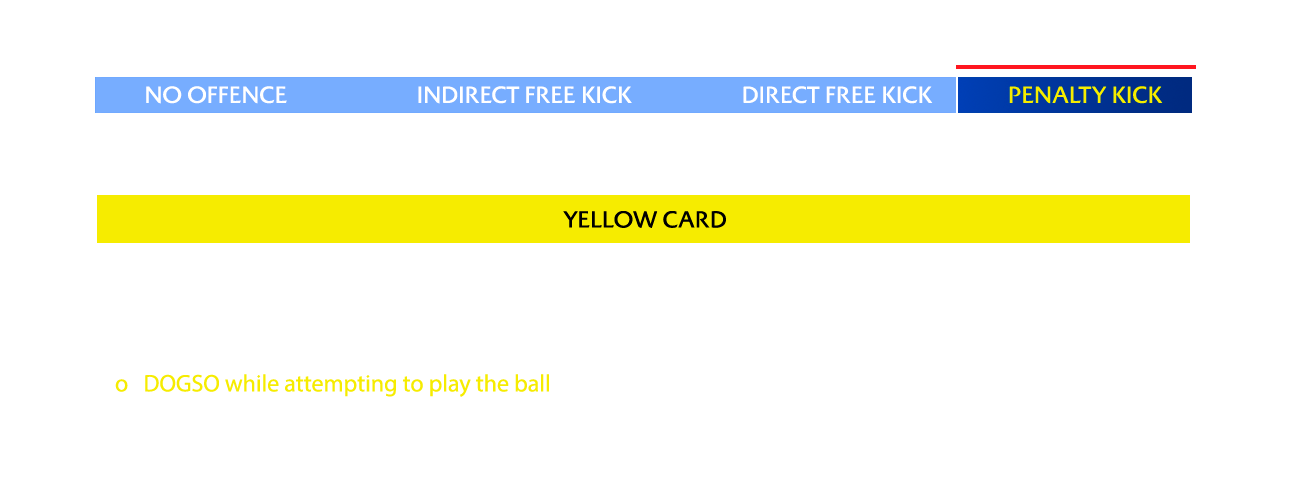 NO OFFENCE INDIRECT FREE KICK DIRECT FREE KICK PENALTY KICK
YELLOW CARD
o DOGSO while attempting to play the ball